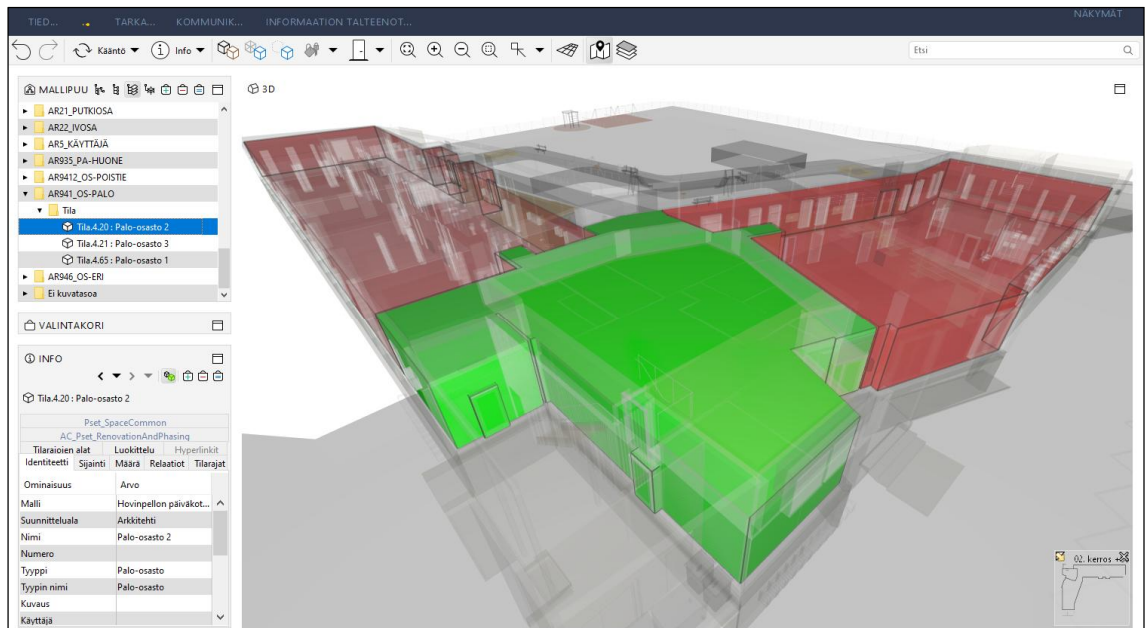 TIED... TARKA... KOMMUNIK... INFORMAATION TALTEENOT... NÄKYMÄT
Kääntö Info Etsi
MALLIPUU
3D
AR21_PUTKIOSA
AR22_IVOSA
AR5_KÄYTTÄJÄ
AR935_PA-HUONE
AR9412_OS-POISTIE
AR941_OS-PALO
Tila
Tila.4.20 : Palo-osasto 2
Tila.4.21 : Palo-osasto 3
Tila.4.65 : Palo-osasto 1
AR946_OS-ERI
Ei kuvatasoa
VALINTAKORI
INFO
Tila.4.20 : Palo-osasto 2
Pset_SpaceCommon
AC_Pset_RenovationAndPhasing
Tilarajoien alat Luokittelu Hyperlinkit
Identiteetti Sijainti Määrä Relaatiot Tilarajat
Ominaisuus Arvo
Malli Hovinpellon päiväkot...
Suunnitteluala Arkkitehti
Nimi Palo-osasto 2
Numero
Tyyppi Palo-osasto
Tyypin nimi Palo-osasto
Kuvaus
Käyttäjä
02. kerros